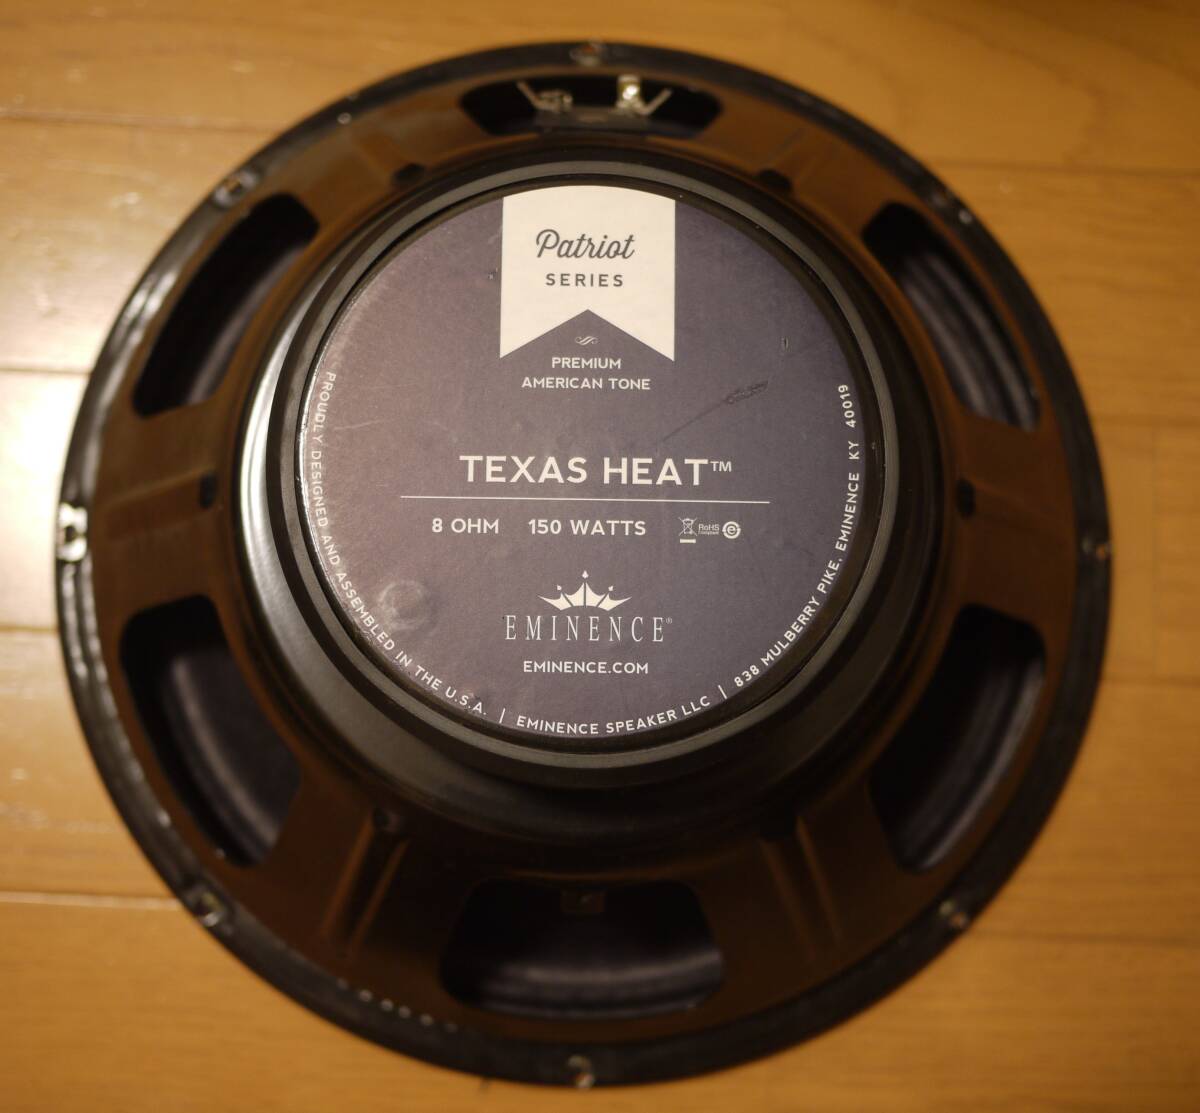 Patriot
SERIES
PREMIUM
AMERICAN TONE
TEXAS HEAT™
8 OHM 150 WATTS
RoHS
EMINENCE®
EMINENCE.COM
PROUDLY DESIGNED AND ASSEMBLED IN THE U.S.A. | EMINENCE SPEAKER LLC | 838 MULBERRY PIKE, EMINENCE KY 40019